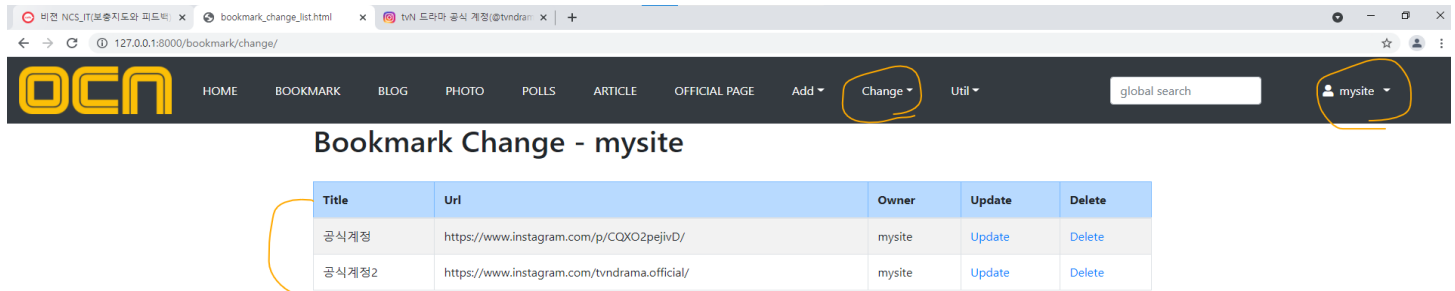 비전 NCS_IT(보충지도와 피드백)
bookmark_change_list.html
tvN 드라마 공식 계정(@tvndram
127.0.0.1:8000/bookmark/change/
OCN HOME BOOKMARK BLOG PHOTO POLLS ARTICLE OFFICIAL PAGE Add Change Util global search mysite
Bookmark Change - mysite
Title Url Owner Update Delete
공식계정 https://www.instagram.com/p/CQXO2pejivD/ mysite Update Delete
공식계정2 https://www.instagram.com/tvndrama.official/ mysite Update Delete